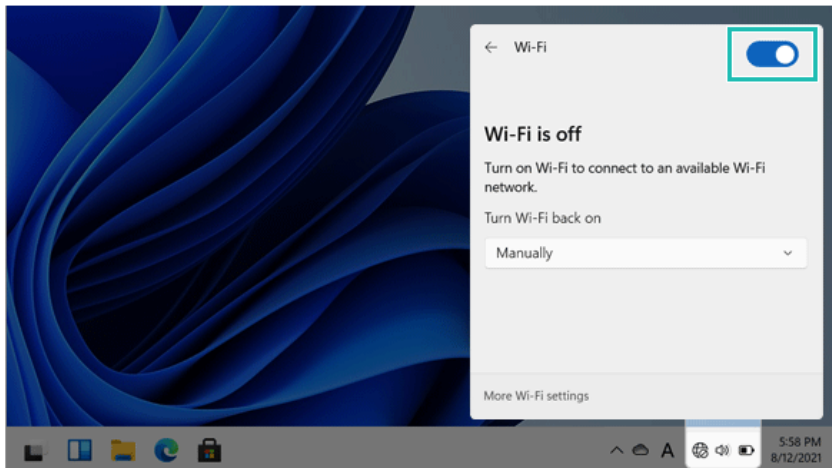 Wi-Fi
Wi-Fi is off
Turn on Wi-Fi to connect to an available Wi-Fi
network.
Turn Wi-Fi back on
Manually
More Wi-Fi settings
A
5:58 PM
8/12/2021